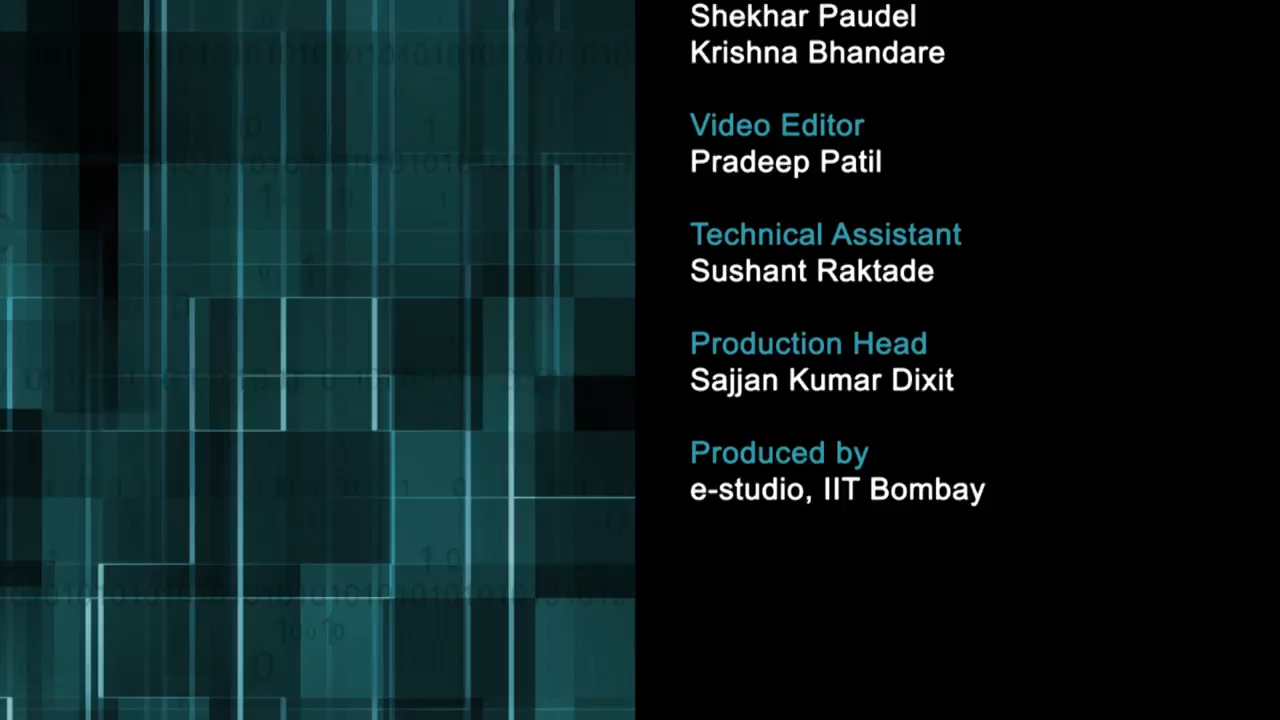 Shekhar Paudel
Krishna Bhandare
Video Editor
Pradeep Patil
Technical Assistant
Sushant Raktade
Production Head
Sajjan Kumar Dixit
Produced by
e-studio, IIT Bombay